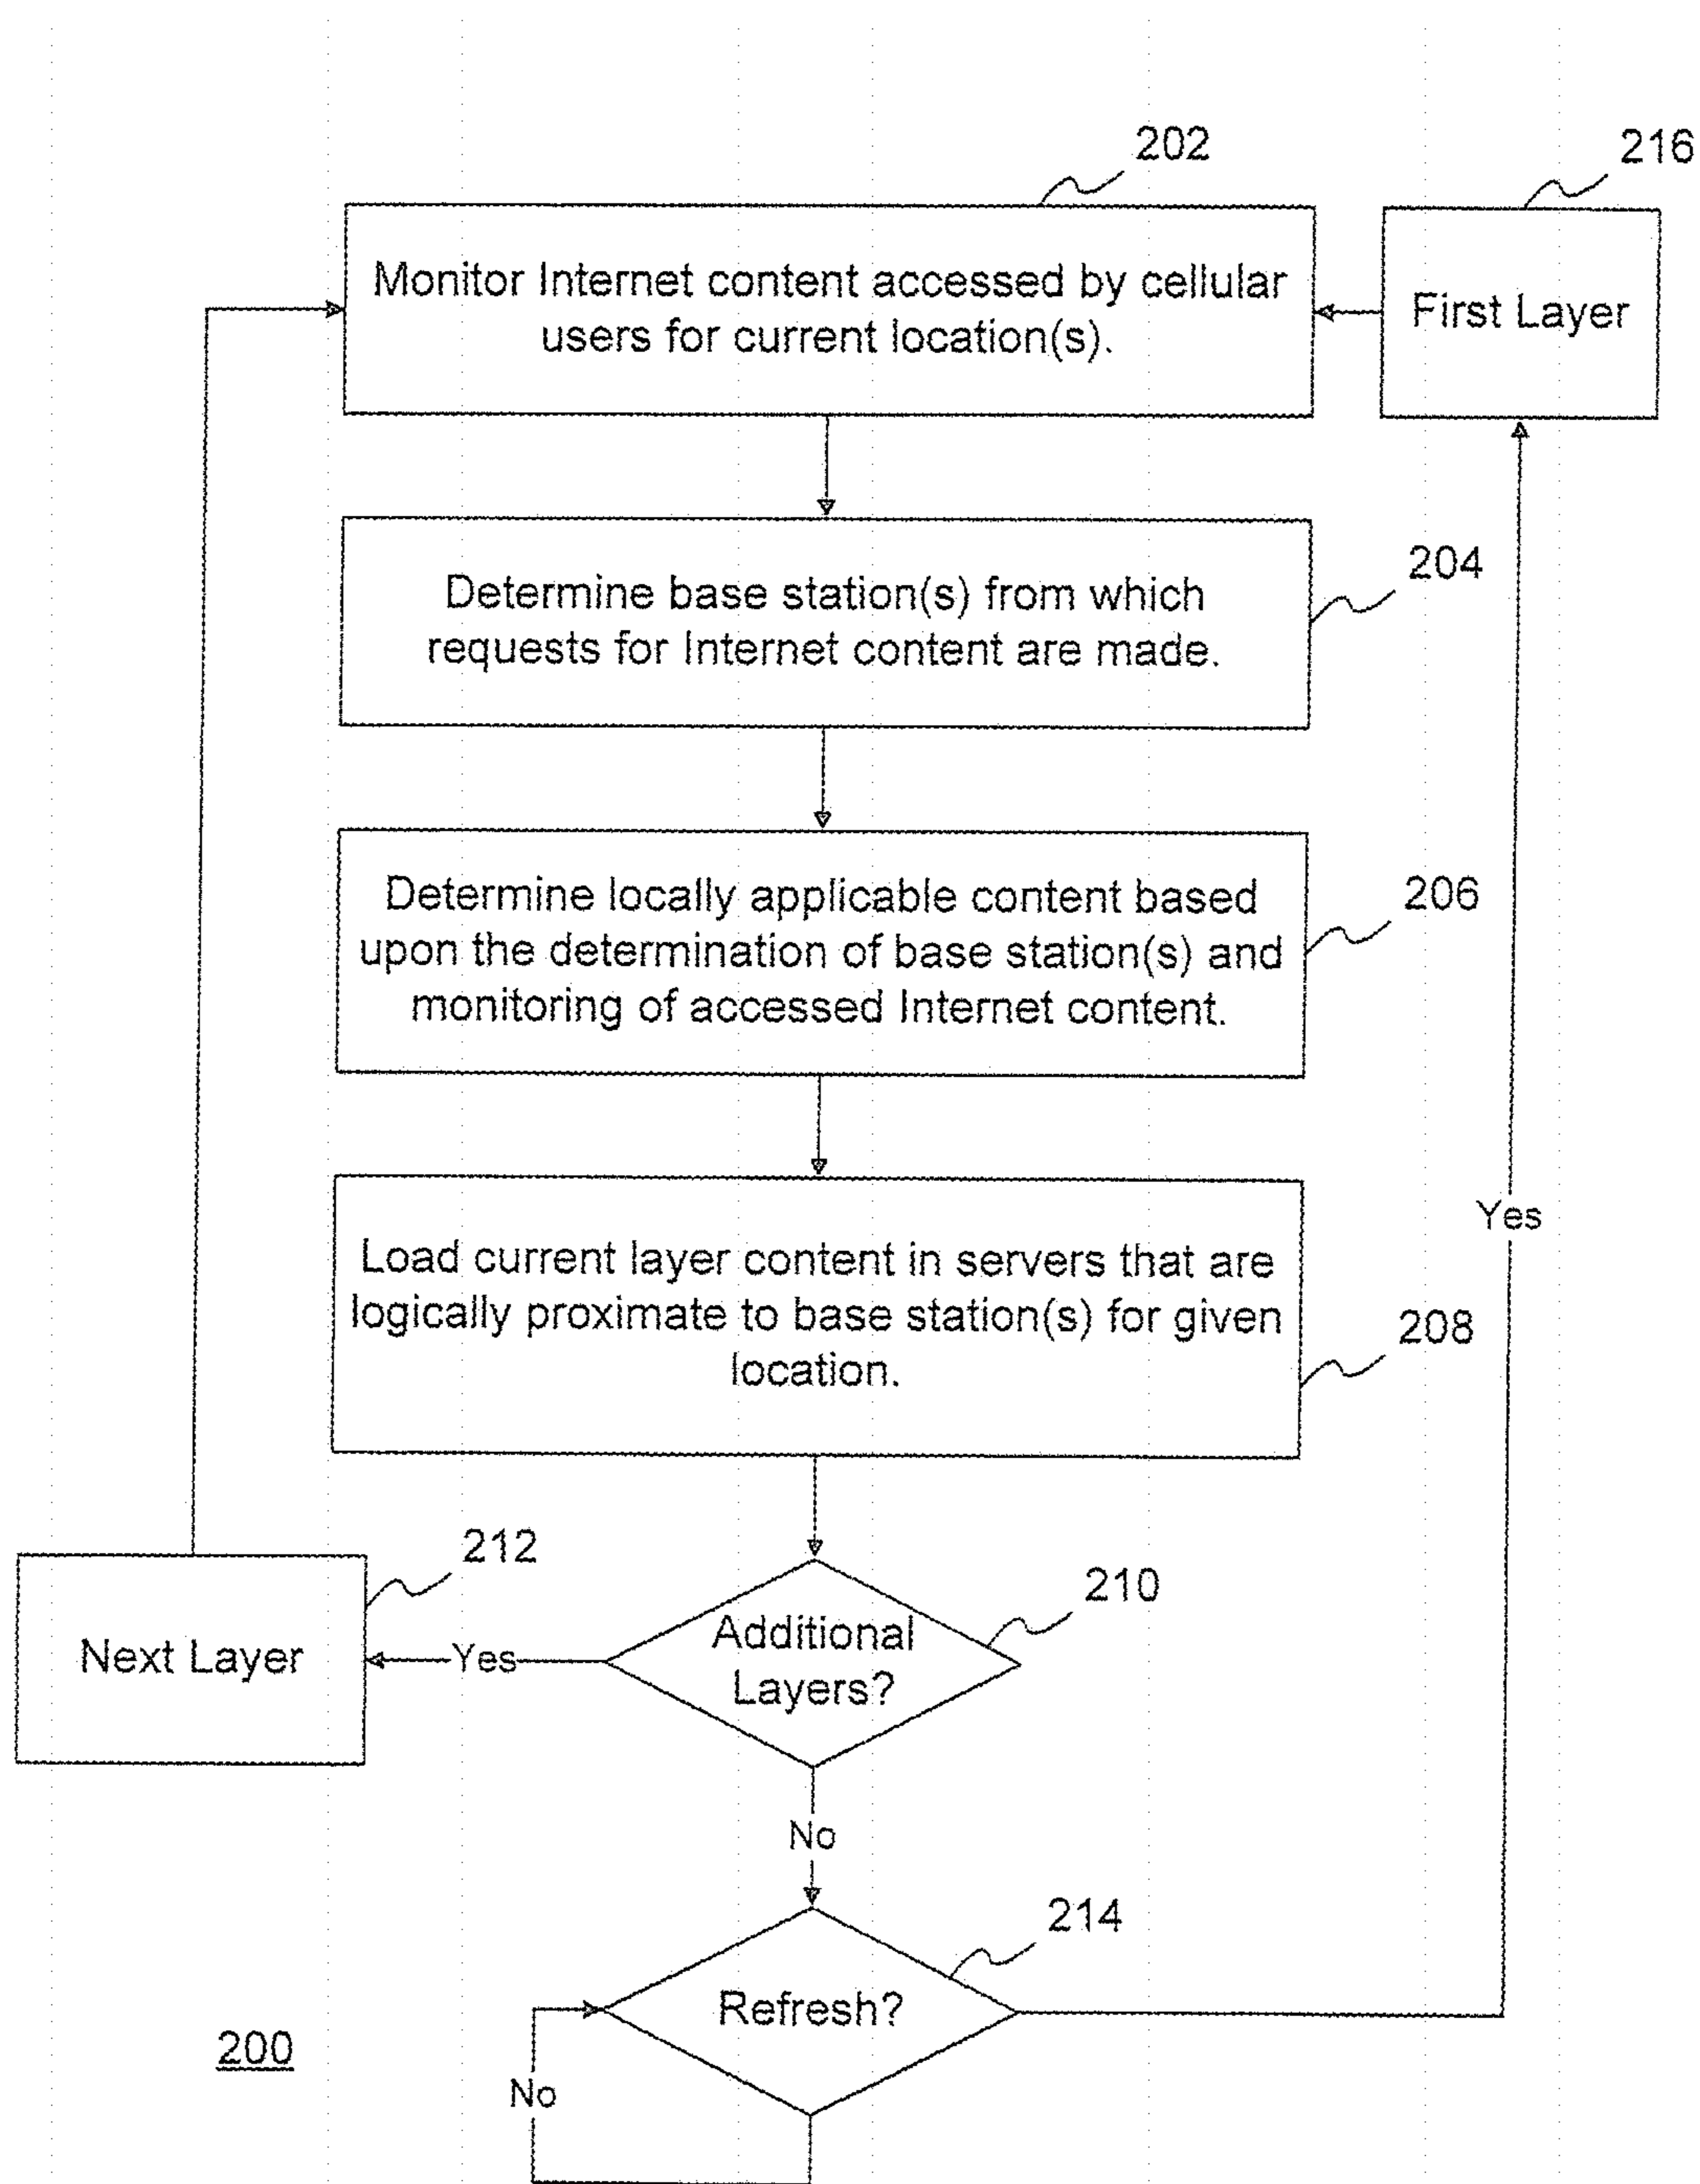 202
216
Monitor Internet content accessed by cellular
users for current location(s).
First Layer
204
Determine base station(s) from which
requests for Internet content are made.
206
Determine locally applicable content based
upon the determination of base station(s) and
monitoring of accessed Internet content.
Yes
Load current layer content in servers that are
logically proximate to base station(s) for given
location.
208
212
210
Next Layer
Yes
Additional
Layers?
No
214
Refresh?
200
No